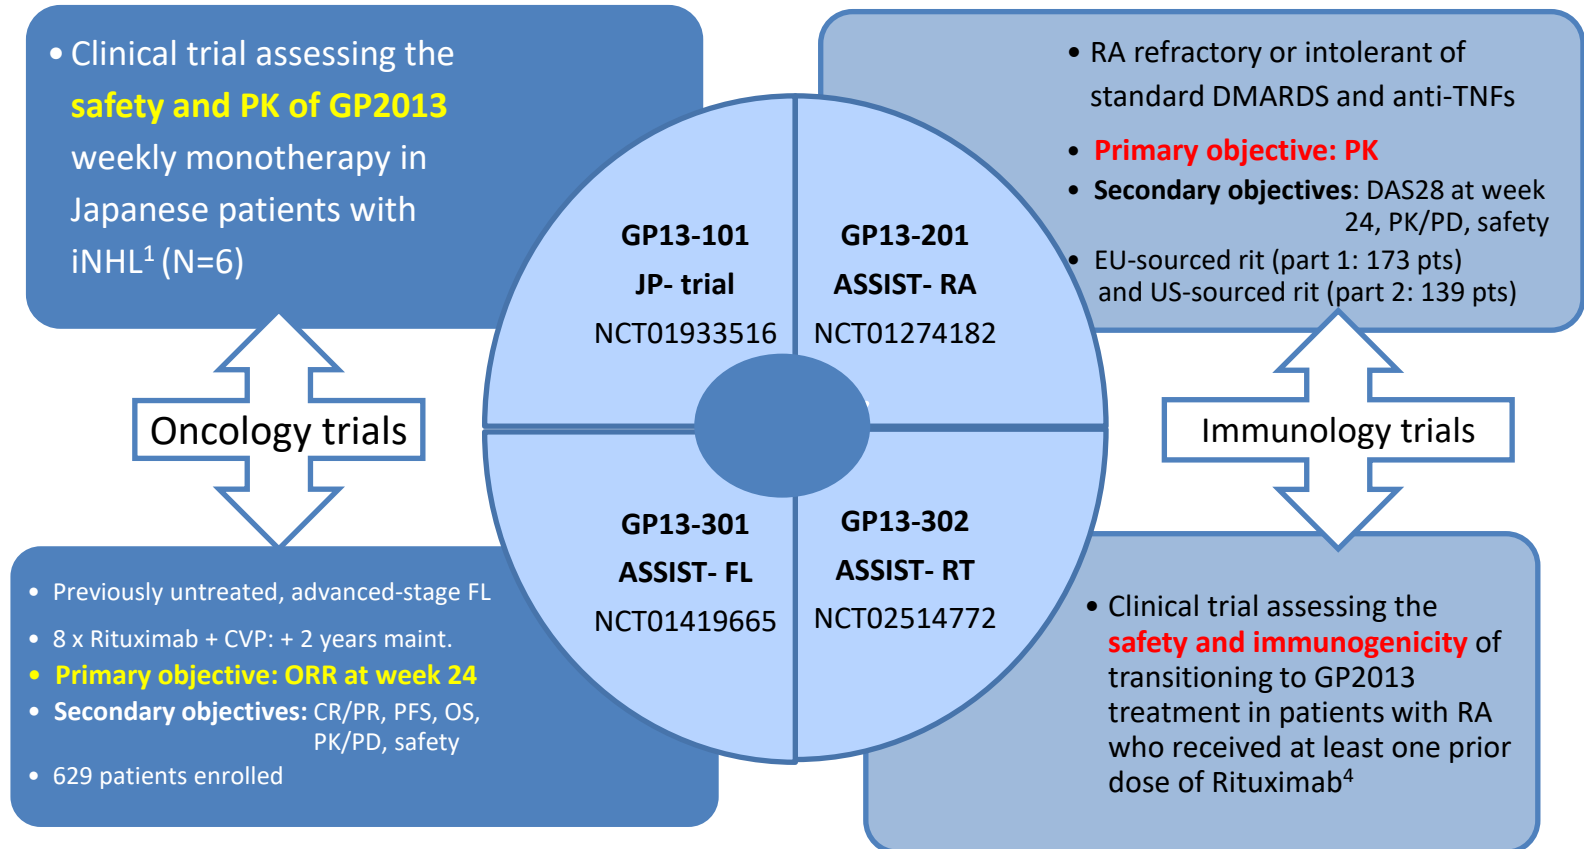 • Clinical trial assessing the
safety and PK of GP2013
weekly monotherapy in
Japanese patients with
iNHL1 (N=6)
• RA refractory or intolerant of
standard DMARDS and anti-TNFs
• Primary objective: PK
• Secondary objectives: DAS28 at week
24, PK/PD, safety
• EU-sourced rit (part 1: 173 pts)
and US-sourced rit (part 2: 139 pts)
GP13-101
JP- trial
NCT01933516
GP13-201
ASSIST- RA
NCT01274182
Oncology trials
Immunology trials
GP13-301
ASSIST- FL
NCT01419665
GP13-302
ASSIST- RT
NCT02514772
• Previously untreated, advanced-stage FL
• 8 x Rituximab + CVP: + 2 years maint.
• Primary objective: ORR at week 24
• Secondary objectives: CR/PR, PFS, OS,
PK/PD, safety
• 629 patients enrolled
• Clinical trial assessing the
safety and immunogenicity of
transitioning to GP2013
treatment in patients with RA
who received at least one prior
dose of Rituximab4